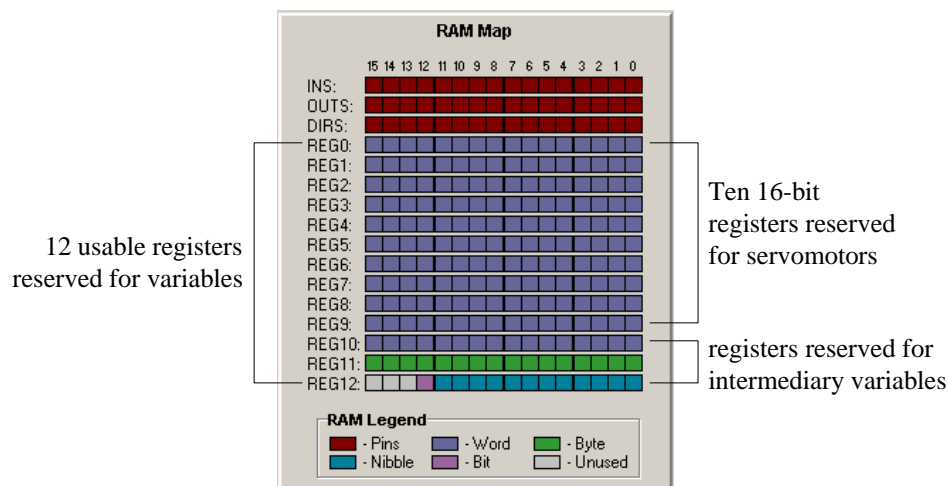 RAM Map
15 14 13 12 11 10 9 8 7 6 5 4 3 2 1 0
INS:
OUTS:
DIRS:
REG0:
REG1:
REG2:
REG3:
REG4:
REG5:
REG6:
REG7:
REG8:
REG9:
REG10:
REG11:
REG12:
12 usable registers
reserved for variables
Ten 16-bit
registers reserved
for servomotors
registers reserved for
intermediary variables
RAM Legend
- Pins - Word - Byte
- Nibble - Bit - Unused